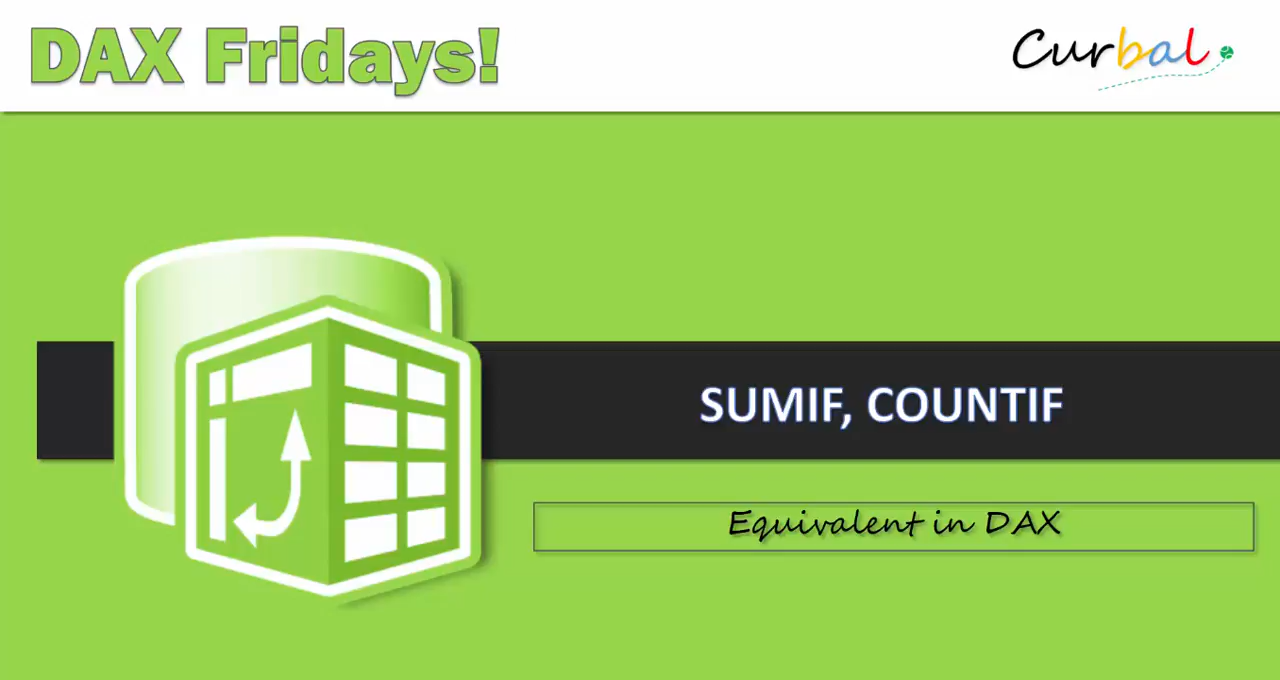 DAX Fridays!
Curbal
SUMIF, COUNTIF
Equivalent in DAX